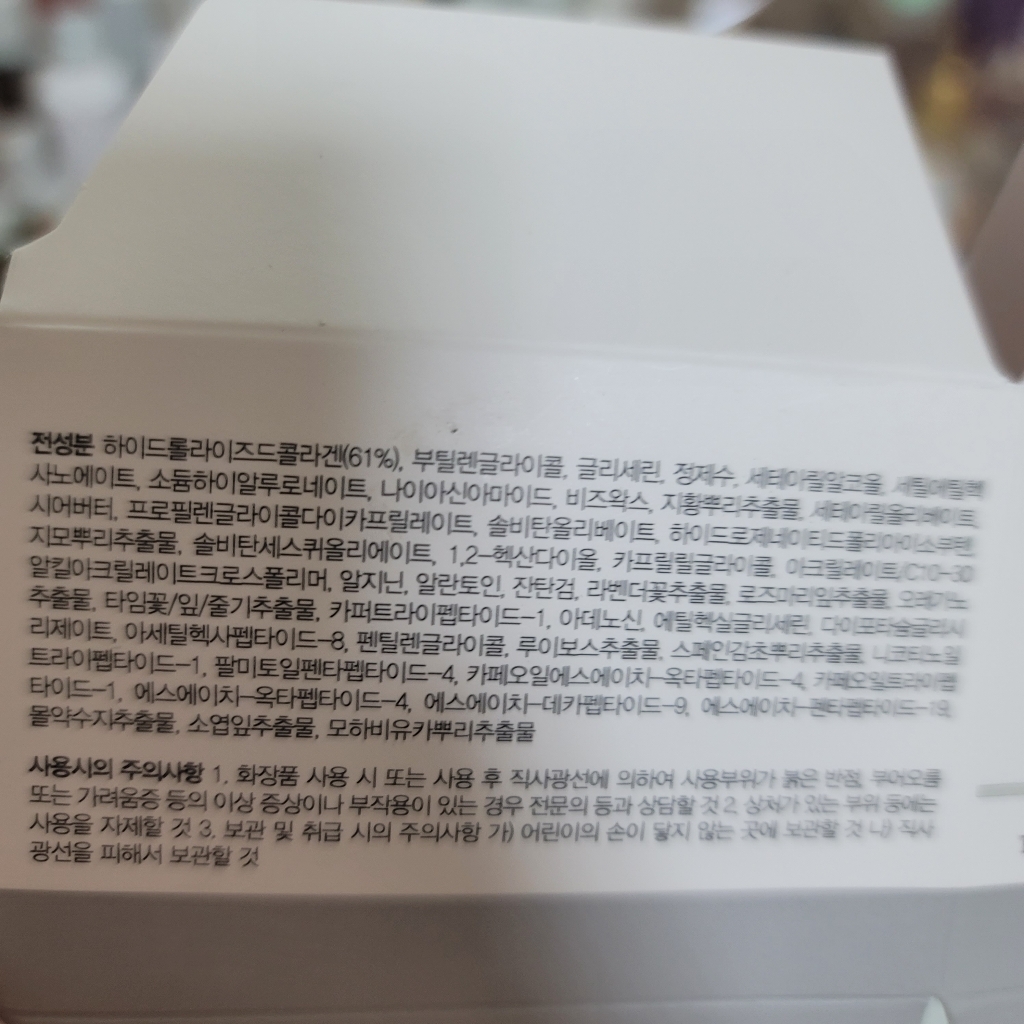 전성분 하이드롤라이즈드콜라겐(61%), 부틸렌글라이콜, 글리세린, 정제수, 세테아릴알코올, 세틸에틸헥
사노에이트, 소듐하이알루로네이트, 나이아신아마이드, 비즈왁스, 지황뿌리추출물, 세테아릴올리베이트,
시어버터, 프로필렌글라이콜다이카프릴레이트, 솔비탄올리베이트, 하이드로제네이티드폴리아이소부텐,
지모뿌리추출물, 솔비탄세스퀴올리에이트, 1,2-헥산다이올, 카프릴릴글라이콜, 아크릴레이트/C10-30
알킬아크릴레이트크로스폴리머, 알지닌, 알란토인, 잔탄검, 라벤더꽃추출물, 로즈마리잎추출물, 오레가노
추출물, 타임꽃/잎/줄기추출물, 카퍼트라이펩타이드-1, 아데노신, 에틸헥실글리세린, 다이포타슘글리시
리제이트, 아세틸헥사펩타이드-8, 펜틸렌글라이콜, 루이보스추출물, 스페인감초뿌리추출물, 니코티노일
트라이펩타이드-1, 팔미토일펜타펩타이드-4, 카페오일에스에이치-옥타펩타이드-4, 카페오일트라이펩
타이드-1, 에스에이치-옥타펩타이드-4, 에스에이치-데카펩타이드-9, 에스에이치-펜타펩타이드-19,
몰약수지추출물, 소엽잎추출물, 모하비유카뿌리추출물
사용시의 주의사항 1. 화장품 사용 시 또는 사용 후 직사광선에 의하여 사용부위가 붉은 반점, 부어오름
또는 가려움증 등의 이상 증상이나 부작용이 있는 경우 전문의 등과 상담할 것 2. 상처가 있는 부위 등에는
사용을 자제할 것 3. 보관 및 취급 시의 주의사항 가) 어린이의 손이 닿지 않는 곳에 보관할 것 나) 직사
광선을 피해서 보관할 것